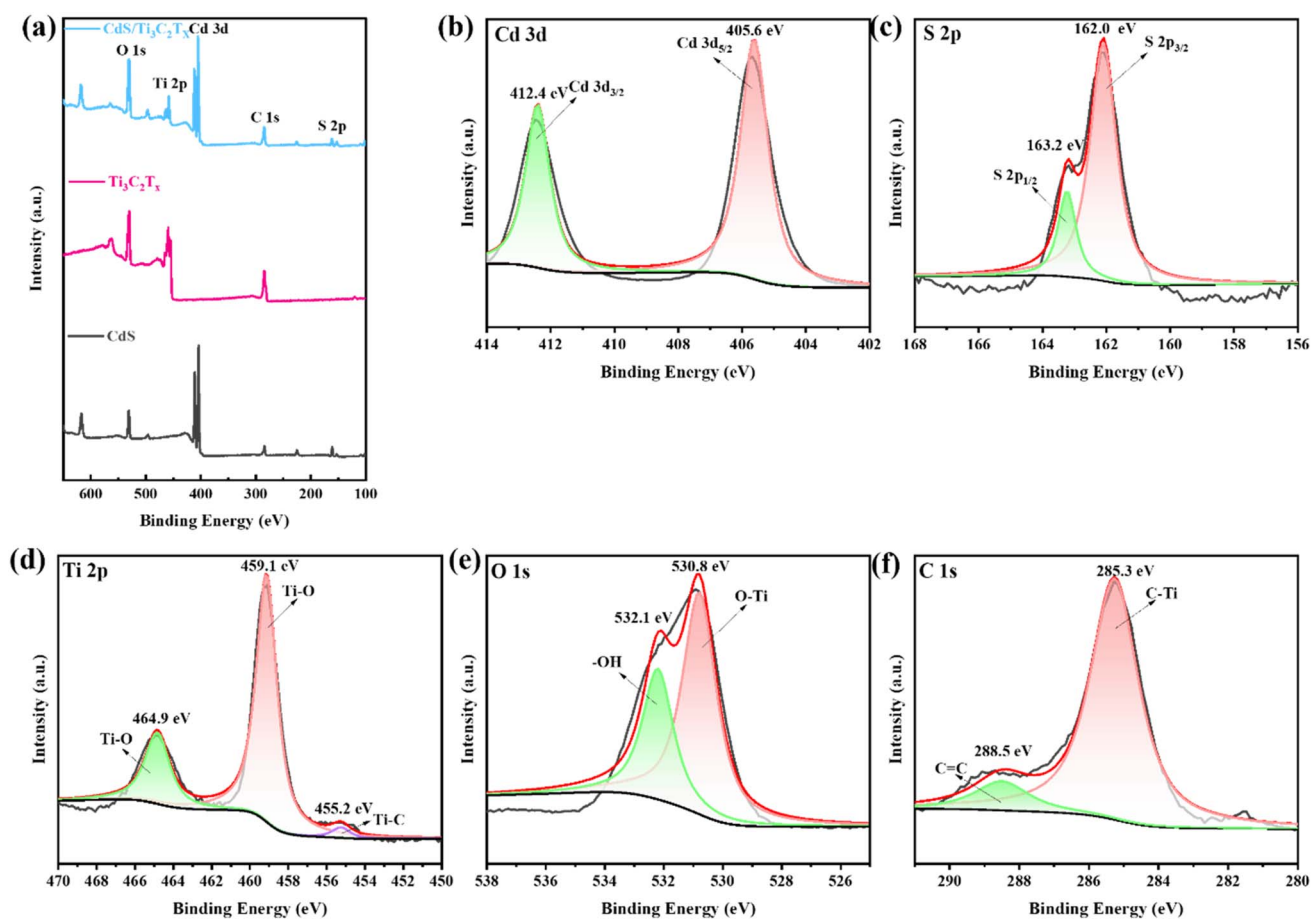 (a)
CdS/Ti₃C₂Tₓ
Cd 3d
O 1s
Ti 2p
C 1s
S 2p
Ti₃C₂Tₓ
CdS
Intensity (a.u.)
600 500 400 300 200 100
Binding Energy (eV)
(b)
Cd 3d
405.6 eV
Cd 3d₅/₂
412.4 eV
Cd 3d₃/₂
Intensity (a.u.)
414 412 410 408 406 404 402
Binding Energy (eV)
(c)
S 2p
162.0 eV
S 2p₃/₂
163.2 eV
S 2p₁/₂
Intensity (a.u.)
168 166 164 162 160 158 156
Binding Energy (eV)
(d)
Ti 2p
459.1 eV
Ti-O
464.9 eV
Ti-O
455.2 eV
Ti-C
Intensity (a.u.)
470 468 466 464 462 460 458 456 454 452 450
Binding Energy (eV)
(e)
O 1s
530.8 eV
O-Ti
532.1 eV
-OH
Intensity (a.u.)
538 536 534 532 530 528 526
Binding Energy (eV)
(f)
C 1s
285.3 eV
C-Ti
288.5 eV
C=C
Intensity (a.u.)
290 288 286 284 282 280
Binding Energy (eV)